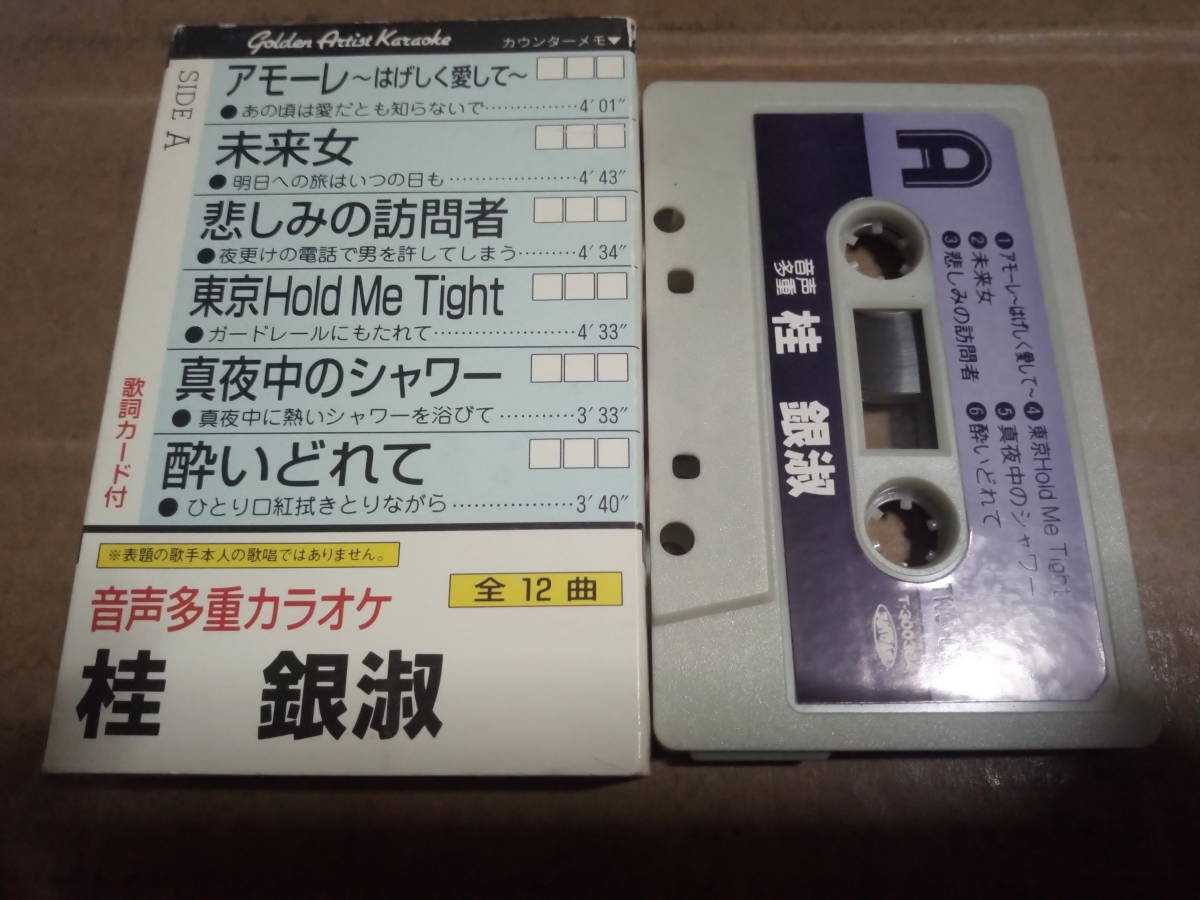 Golden Artist Karaoke カウンターメモ▼
SIDE A
アモーレ～はげしく愛して～
●あの頃は愛だとも知らないで……………4′01″
未来女
●明日への旅はいつの日も………………4′43″
悲しみの訪問者
●夜更けの電話で男を許してしまう………4′34″
東京Hold Me Tight
●ガードレールにもたれて………………4′33″
真夜中のシャワー
●真夜中に熱いシャワーを浴びて…………3′33″
酔いどれて
●ひとり口紅拭きとりながら………………3′40″
歌詞カード付
※表題の歌手本人の歌唱ではありません。
全12曲
音声多重カラオケ
桂 銀淑
A
❶アモーレ～はげしく愛して～
❷未来女
❸悲しみの訪問者
❹東京Hold Me Tight
❺真夜中のシャワー
❻酔いどれて
音声多重 桂 銀淑